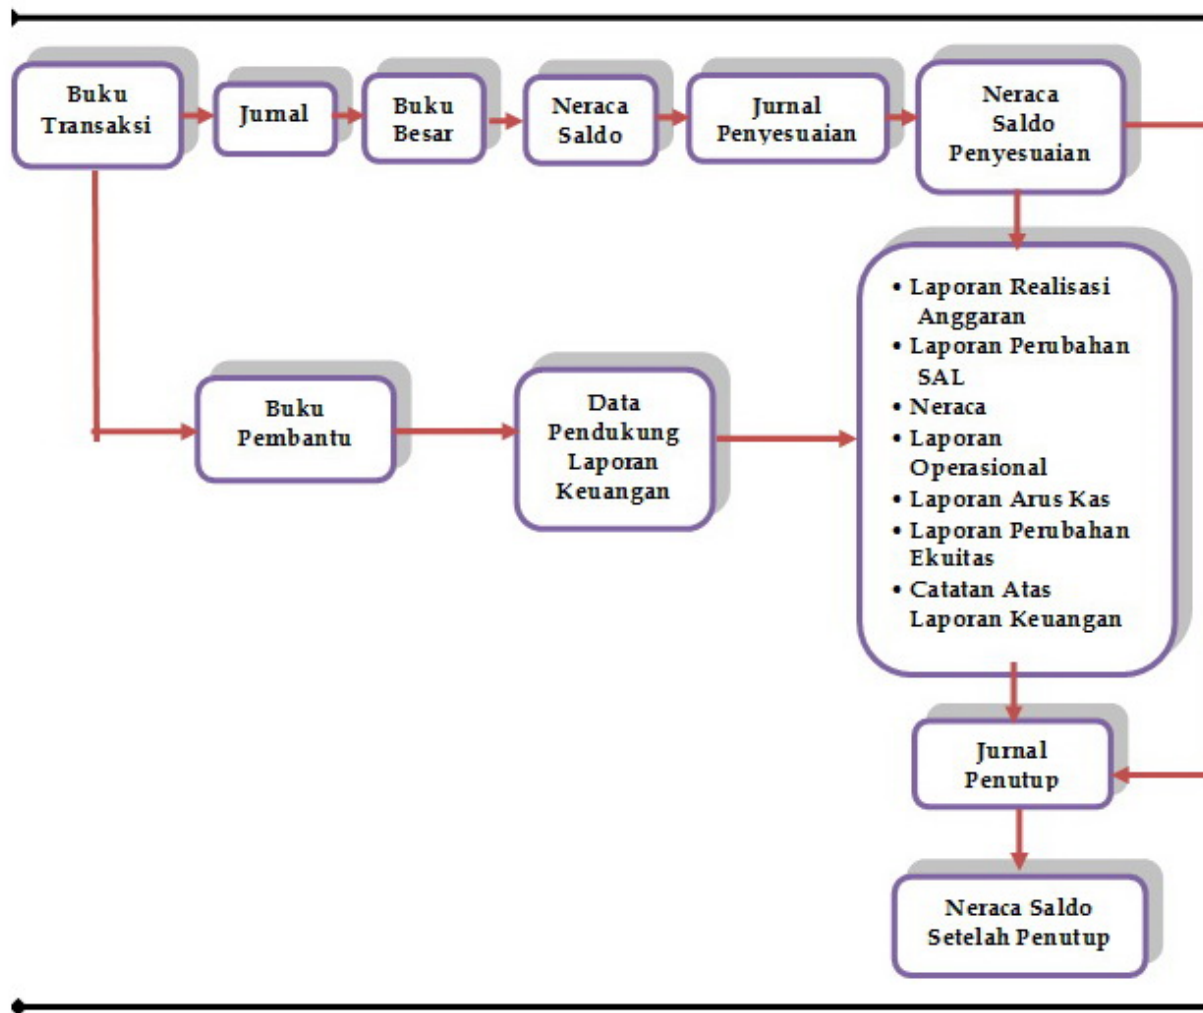 Buku
Transaksi
Jurnal
Buku
Besar
Neraca
Saldo
Jurnal
Penyesuaian
Neraca
Saldo
Penyesuaian
• Laporan Realisasi
Anggaran
• Laporan Perubahan
SAL
• Neraca
• Laporan
Operasional
• Laporan Arus Kas
• Laporan Perubahan
Ekuitas
• Catatan Atas
Laporan Keuangan
Buku
Pembantu
Data
Pendukung
Laporan
Keuangan
Jurnal
Penutup
Neraca Saldo
Setelah Penutup